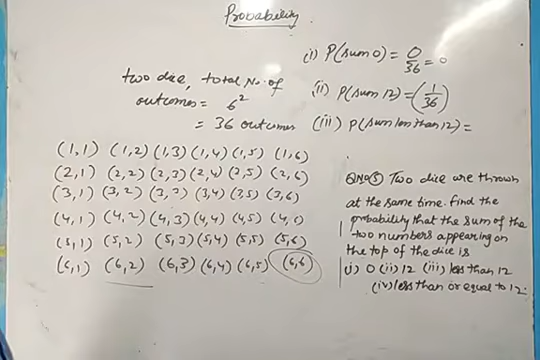 Probability
(i) P(sum 0) = 0/36 = 0
two die, total No. of
outcomes = 6²
= 36 outcomes
(ii) P(sum 12) = (1/36)
(iii) P(sum less than 12) =
(1,1) (1,2) (1,3) (1,4) (1,5) (1,6)
(2,1) (2,2) (2,3) (2,4) (2,5) (2,6)
(3,1) (3,2) (3,3) (3,4) (3,5) (3,6)
(4,1) (4,2) (4,3) (4,4) (4,5) (4,6)
(5,1) (5,2) (5,3) (5,4) (5,5) (5,6)
(6,1) (6,2) (6,3) (6,4) (6,5) (6,6)
Q.No(5) Two dice are thrown
at the same time. find the
probability that the sum of the
two numbers appearing on
the top of the dice is
(i) 0 (ii) 12 (iii) less than 12
(iv) less than or equal to 12.